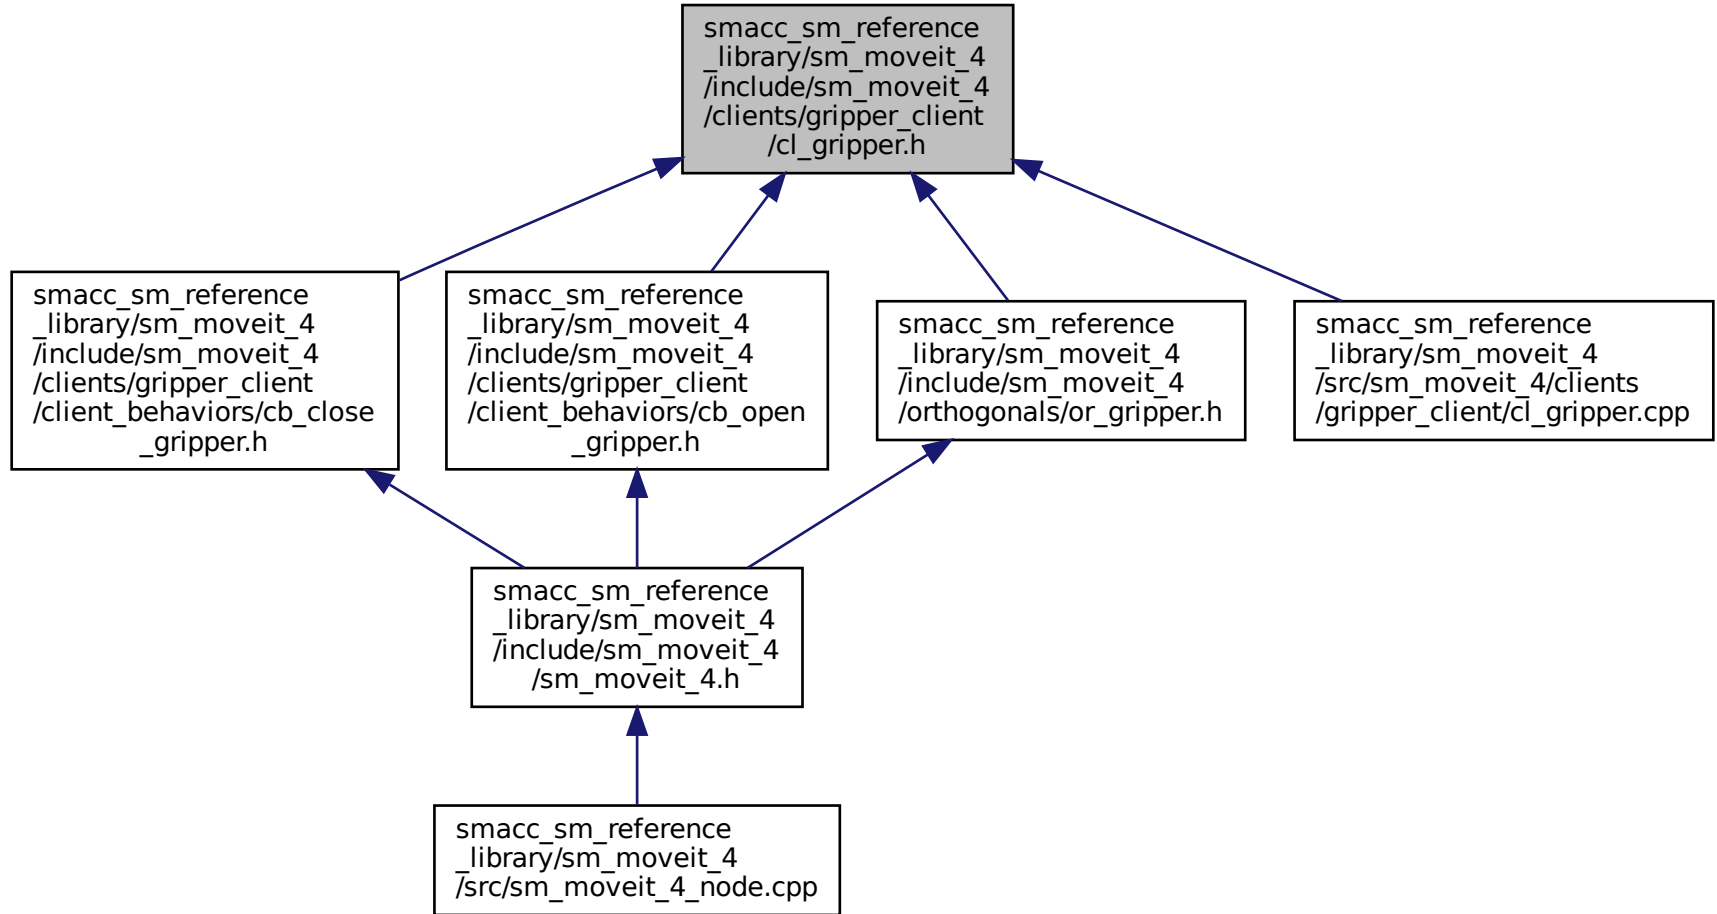 smacc_sm_reference
_library/sm_moveit_4
/include/sm_moveit_4
/clients/gripper_client
/cl_gripper.h
smacc_sm_reference
_library/sm_moveit_4
/include/sm_moveit_4
/clients/gripper_client
/client_behaviors/cb_close
_gripper.h
smacc_sm_reference
_library/sm_moveit_4
/include/sm_moveit_4
/clients/gripper_client
/client_behaviors/cb_open
_gripper.h
smacc_sm_reference
_library/sm_moveit_4
/include/sm_moveit_4
/orthogonals/or_gripper.h
smacc_sm_reference
_library/sm_moveit_4
/src/sm_moveit_4/clients
/gripper_client/cl_gripper.cpp
smacc_sm_reference
_library/sm_moveit_4
/include/sm_moveit_4
/sm_moveit_4.h
smacc_sm_reference
_library/sm_moveit_4
/src/sm_moveit_4_node.cpp